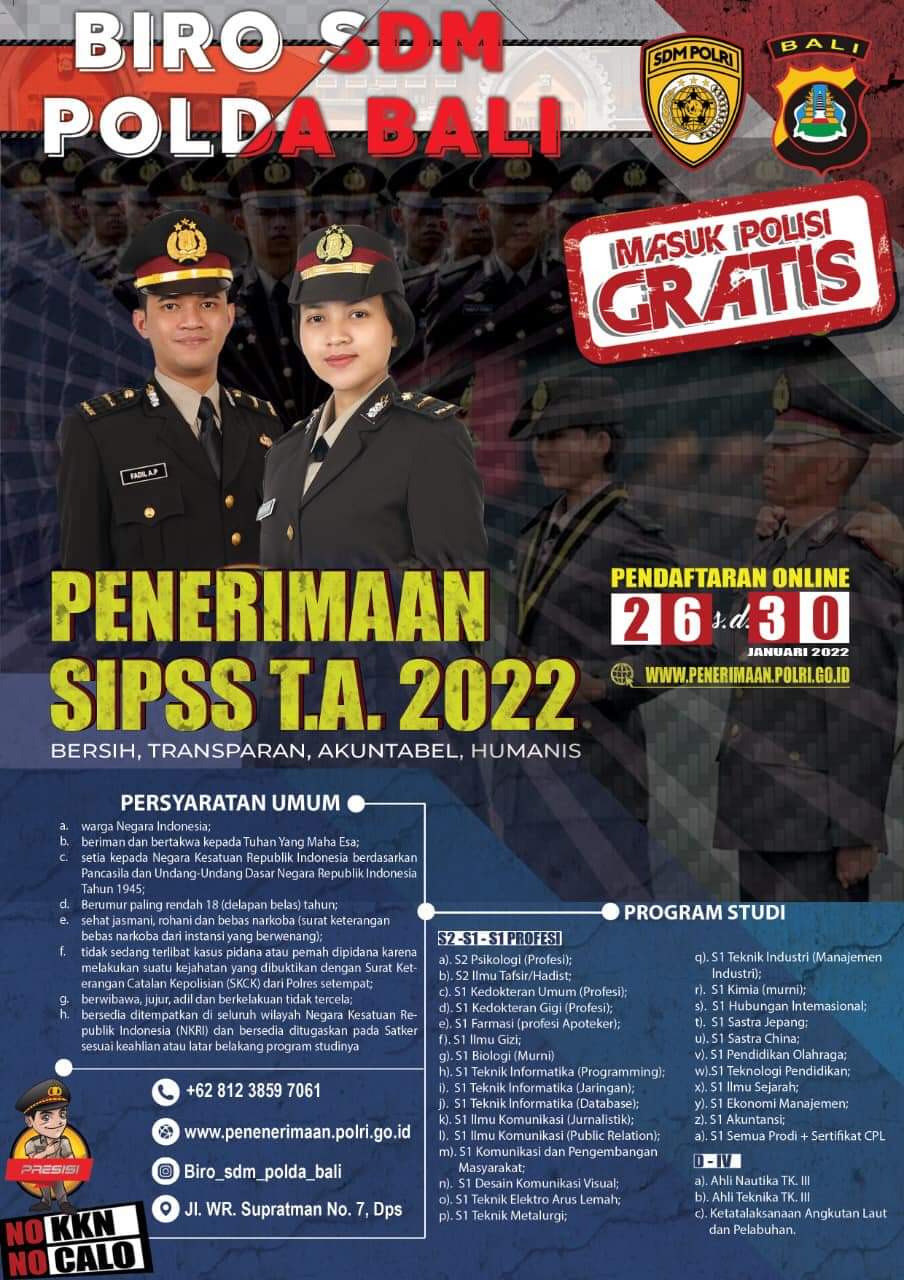 BIRO SDM
POLDA BALI
SDM POLRI
BALI
MASUK POLISI
GRATIS
FADIL A.P
PENERIMAAN
SIPSS T.A. 2022
BERSIH, TRANSPARAN, AKUNTABEL, HUMANIS
PENDAFTARAN ONLINE
26 s.d. 30
JANUARI 2022
WWW.PENERIMAAN.POLRI.GO.ID
PERSYARATAN UMUM
a. warga Negara Indonesia;
b. beriman dan bertakwa kepada Tuhan Yang Maha Esa;
c. setia kepada Negara Kesatuan Republik Indonesia berdasarkan
Pancasila dan Undang-Undang Dasar Negara Republik Indonesia
Tahun 1945;
d. Berumur paling rendah 18 (delapan belas) tahun;
e. sehat jasmani, rohani dan bebas narkoba (surat keterangan
bebas narkoba dari instansi yang berwenang);
f. tidak sedang terlibat kasus pidana atau pemah dipidana karena
melakukan suatu kejahatan yang dibuktikan dengan Surat Ket-
erangan Catalan Kepolisian (SKCK) dari Polres setempat;
g. berwibawa, jujur, adil dan berkelakuan tidak tercela;
h. bersedia ditempatkan di seluruh wilayah Negara Kesatuan Re-
publik Indonesia (NKRI) dan bersedia ditugaskan pada Satker
sesuai keahlian atau latar belakang program studinya
PROGRAM STUDI
S2 -S1 - S1 PROFESI
a). S2 Psikologi (Profesi);
b). S2 Ilmu Tafsir/Hadist;
c). S1 Kedokteran Umum (Profesi);
d). S1 Kedokteran Gigi (Profesi);
e). S1 Farmasi (profesi Apoteker);
f). S1 Ilmu Gizi;
g). S1 Biologi (Murni)
h). S1 Teknik Informatika (Programming);
i). S1 Teknik Informatika (Jaringan);
j). S1 Teknik Informatika (Database);
k). S1 Ilmu Komunikasi (Jurnalistik);
l). S1 Ilmu Komunikasi (Public Relation);
m). S1 Komunikasi dan Pengembangan
Masyarakat;
n). S1 Desain Komunikasi Visual;
o). S1 Teknik Elektro Arus Lemah;
p). S1 Teknik Metalurgi;
q). S1 Teknik Industri (Manajemen
Industri);
r). S1 Kimia (murni);
s). S1 Hubungan Intemasional;
t). S1 Sastra Jepang;
u). S1 Sastra China;
v). S1 Pendidikan Olahraga;
w). S1 Teknologi Pendidikan;
x). S1 Ilmu Sejarah;
y). S1 Ekonomi Manajemen;
z). S1 Akuntansi;
a). S1 Semua Prodi + Sertifikat CPL
D - IV
a). Ahli Nautika TK. III
b). Ahli Teknika TK. III
c). Ketatalaksanaan Angkutan Laut
dan Pelabuhan.
+62 812 3859 7061
www.penenerimaan.polri.go.id
Biro_sdm_polda_bali
Jl. WR. Supratman No. 7, Dps
PRESISI
NO KKN
NO CALO